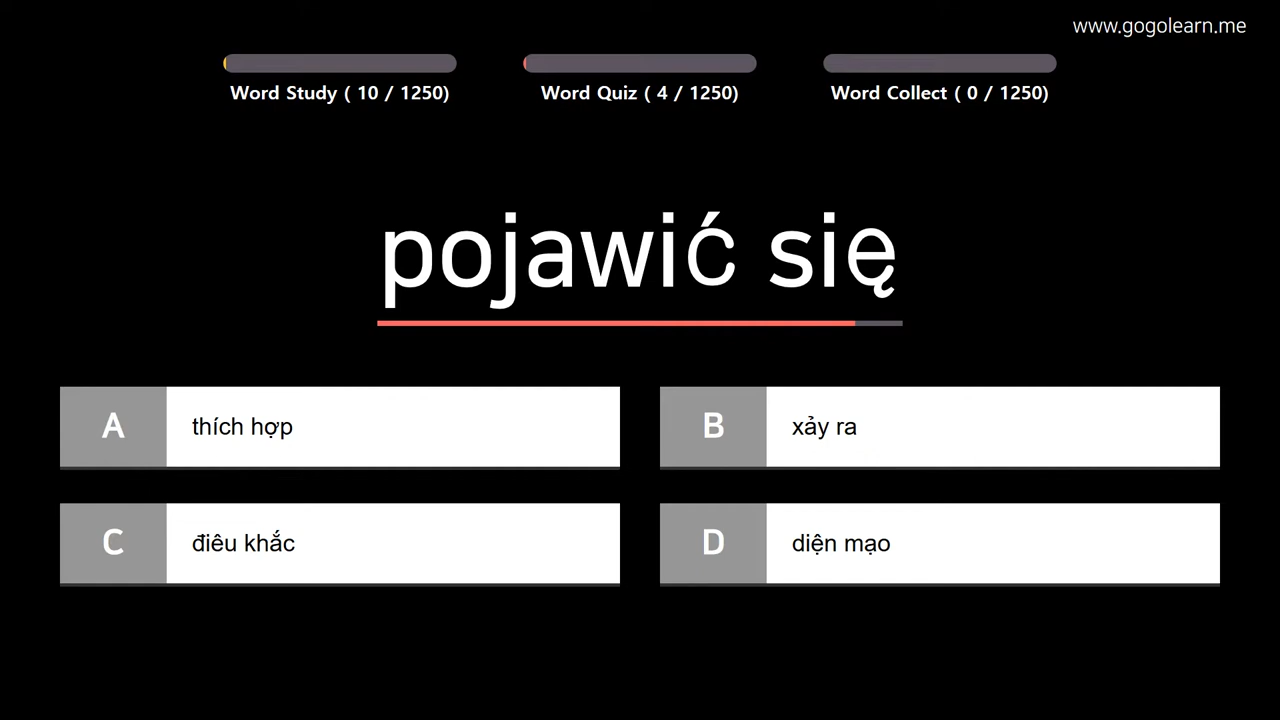 www.gogolearn.me
Word Study ( 10 / 1250)
Word Quiz ( 4 / 1250)
Word Collect ( 0 / 1250)
pojawić się
A thích hợp
B xảy ra
C điêu khắc
D diện mạo